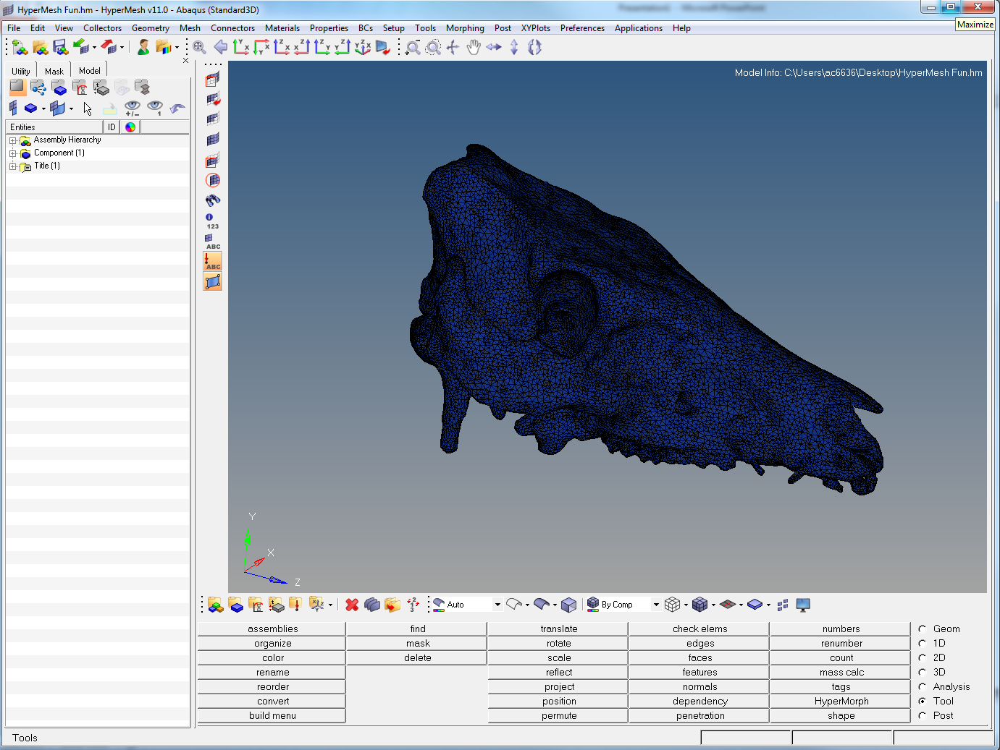 HyperMesh Fun.hm - HyperMesh v11.0 - Abaqus (Standard3D)
File Edit View Collectors Geometry Mesh Connectors Materials Properties BCs Setup Tools Morphing Post XYPlots Preferences Applications Help
Maximize
Utility Mask Model
Entities ID
Assembly Hierarchy
Component (1)
Title (1)
123
ABC
ABC
Model Info: C:\Users\ac6636\Desktop\HyperMesh Fun.hm
Y
X
Z
Auto By Comp
assemblies find translate check elems numbers Geom
organize mask rotate edges renumber 1D
color delete scale faces count 2D
rename reflect features mass calc 3D
reorder project normals tags Analysis
convert position dependency HyperMorph Tool
build menu permute penetration shape Post
Tools